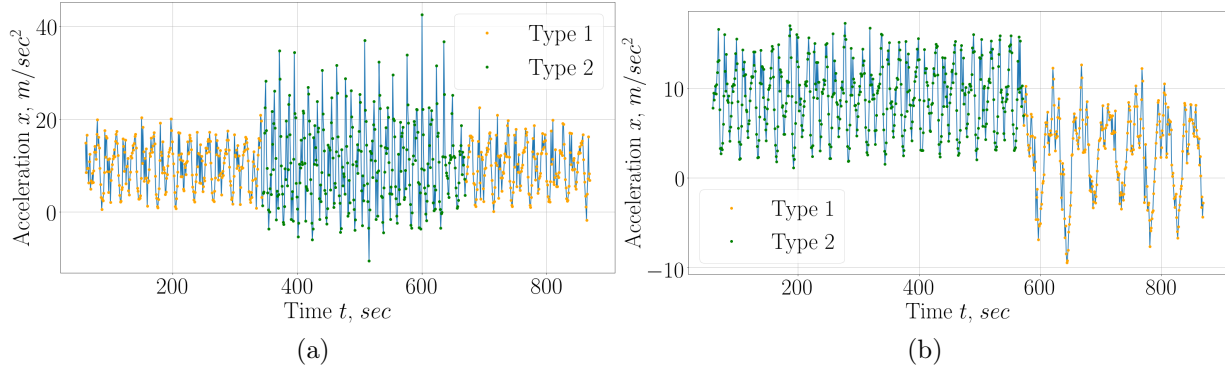 40
20
0
200
400
600
800
Acceleration x, m/sec²
Time t, sec
Type 1
Type 2
(a)
10
0
−10
200
400
600
800
Acceleration x, m/sec²
Time t, sec
Type 1
Type 2
(b)